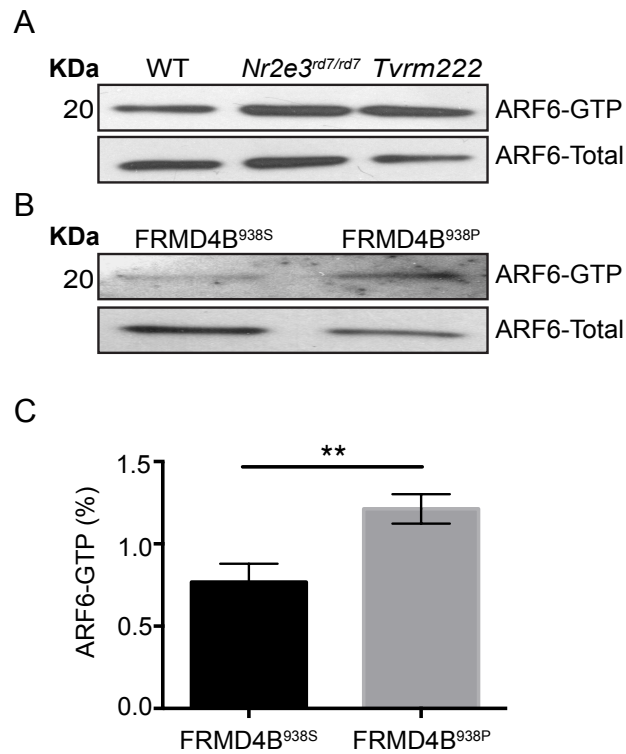 A
KDa WT Nr2e3rd7/rd7 Tvrm222
20 ARF6-GTP
ARF6-Total
B
KDa FRMD4B938S FRMD4B938P
20 ARF6-GTP
ARF6-Total
C
**
1.5
1.0
0.5
0.0
ARF6-GTP (%)
FRMD4B938S FRMD4B938P